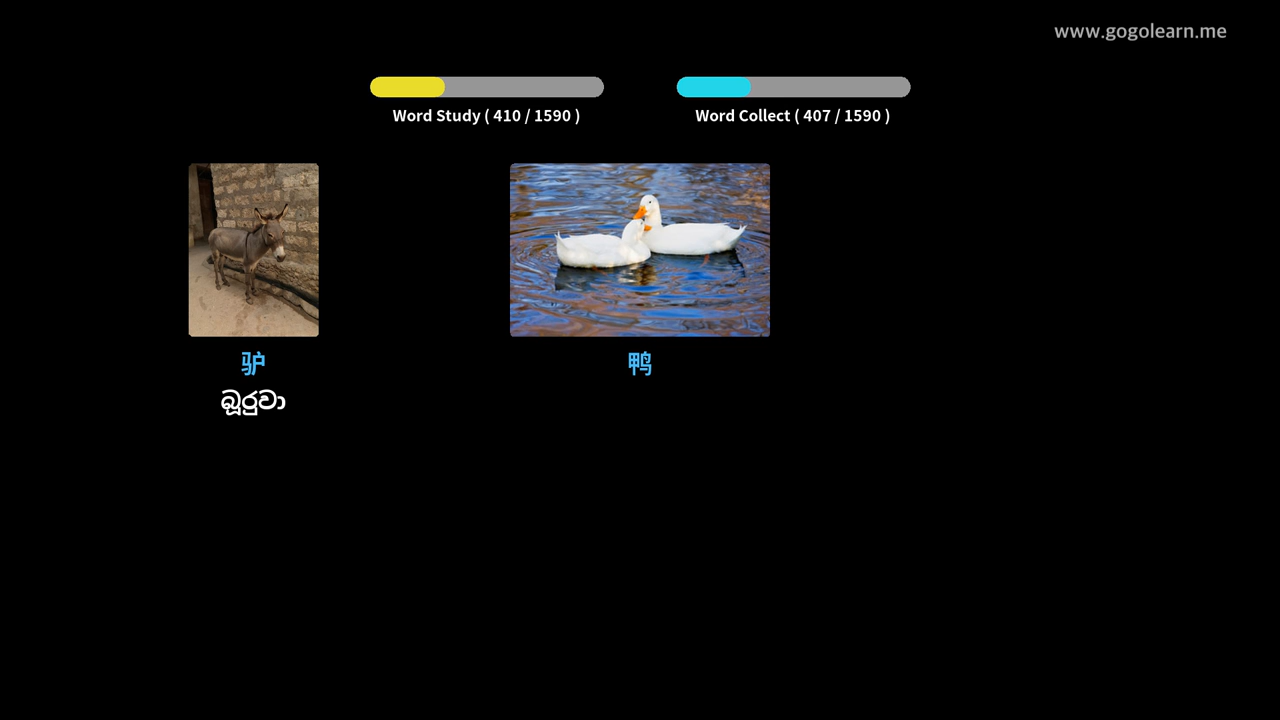 www.gogolearn.me
Word Study ( 410 / 1590 )
Word Collect ( 407 / 1590 )
驴
බූරුවා
鸭